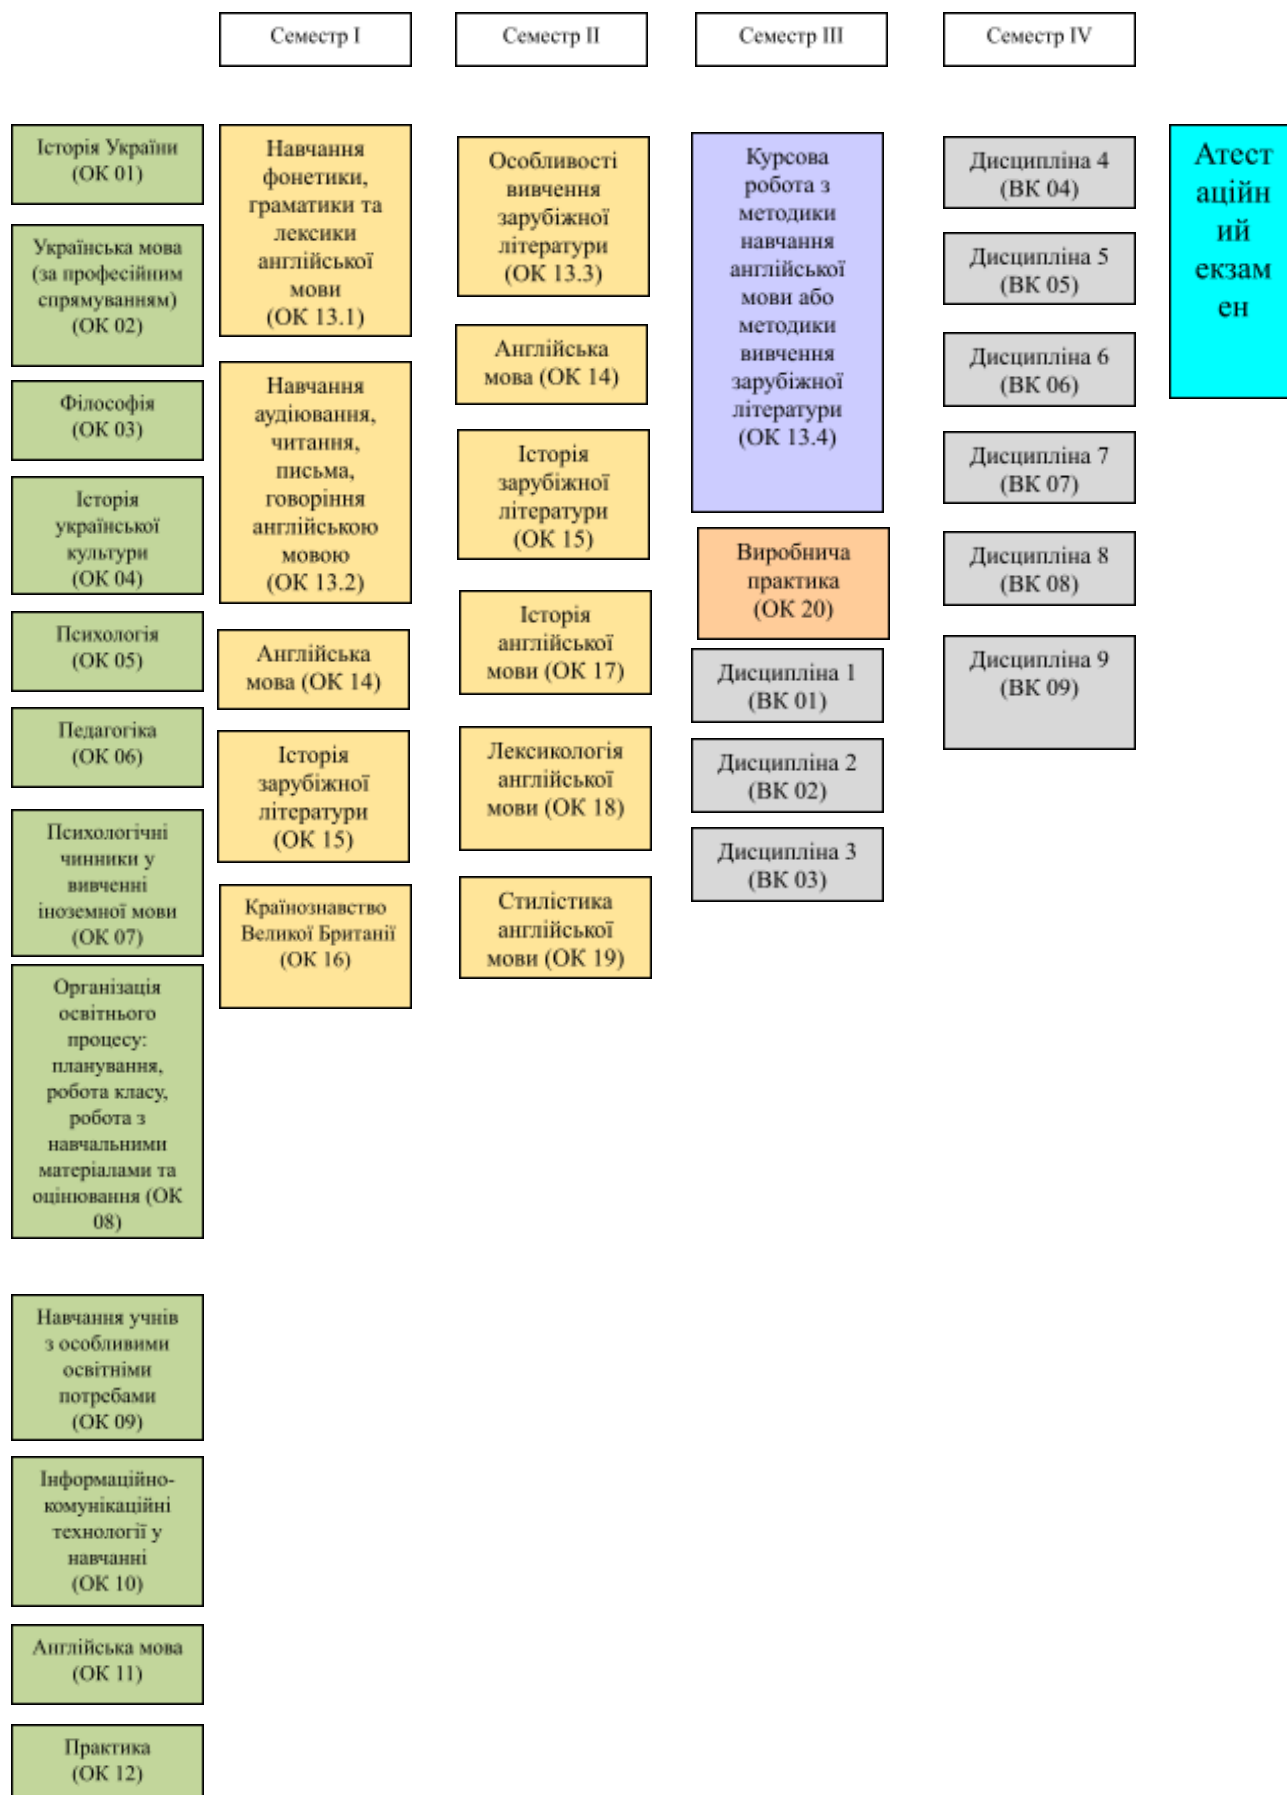 Семестр I
Семестр II
Семестр III
Семестр IV
Історія України
(ОК 01)
Українська мова
(за професійним
спрямуванням)
(ОК 02)
Філософія
(ОК 03)
Історія
української
культури
(ОК 04)
Психологія
(ОК 05)
Педагогіка
(ОК 06)
Психологічні
чинники у
вивченні
іноземної мови
(ОК 07)
Організація
освітнього
процесу:
планування,
робота класу,
робота з
навчальними
матеріалами та
оцінювання (ОК
08)
Навчання учнів
з особливими
освітніми
потребами
(ОК 09)
Інформаційно-
комунікаційні
технології у
навчанні
(ОК 10)
Англійська мова
(ОК 11)
Практика
(ОК 12)
Навчання
фонетики,
граматики та
лексики
англійської
мови
(ОК 13.1)
Навчання
аудіювання,
читання,
письма,
говоріння
англійською
мовою
(ОК 13.2)
Англійська
мова (ОК 14)
Історія
зарубіжної
літератури
(ОК 15)
Країнознавство
Великої Британії
(ОК 16)
Особливості
вивчення
зарубіжної
літератури
(ОК 13.3)
Англійська
мова (ОК 14)
Історія
зарубіжної
літератури
(ОК 15)
Історія
англійської
мови (ОК 17)
Лексикологія
англійської
мови (ОК 18)
Стилістика
англійської
мови (ОК 19)
Курсова
робота з
методики
навчання
англійської
мови або
методики
вивчення
зарубіжної
літератури
(ОК 13.4)
Виробнича
практика
(ОК 20)
Дисципліна 1
(ВК 01)
Дисципліна 2
(ВК 02)
Дисципліна 3
(ВК 03)
Дисципліна 4
(ВК 04)
Дисципліна 5
(ВК 05)
Дисципліна 6
(ВК 06)
Дисципліна 7
(ВК 07)
Дисципліна 8
(ВК 08)
Дисципліна 9
(ВК 09)
Атест
аційн
ий
екзам
ен